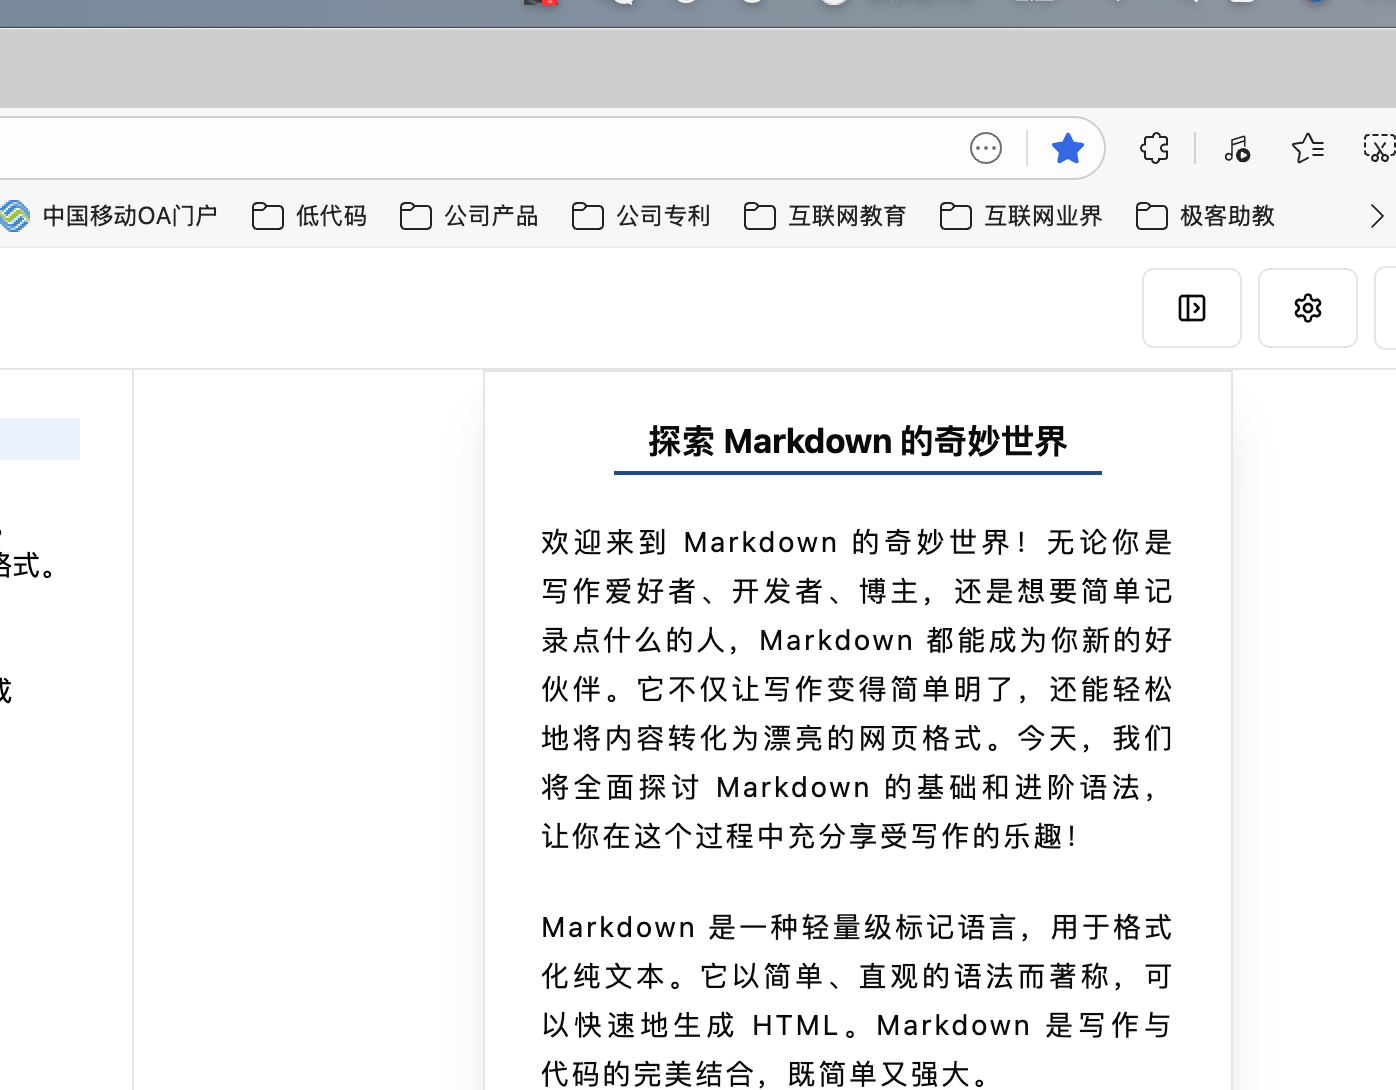 中国移动OA门户 低代码 公司产品 公司专利 互联网教育 互联网业界 极客助教
格式。
探索 Markdown 的奇妙世界
欢迎来到 Markdown 的奇妙世界！无论你是
写作爱好者、开发者、博主，还是想要简单记
录点什么的人，Markdown 都能成为你新的好
伙伴。它不仅让写作变得简单明了，还能轻松
地将内容转化为漂亮的网页格式。今天，我们
将全面探讨 Markdown 的基础和进阶语法，
让你在这个过程中充分享受写作的乐趣！
Markdown 是一种轻量级标记语言，用于格式
化纯文本。它以简单、直观的语法而著称，可
以快速地生成 HTML。Markdown 是写作与
代码的完美结合，既简单又强大。